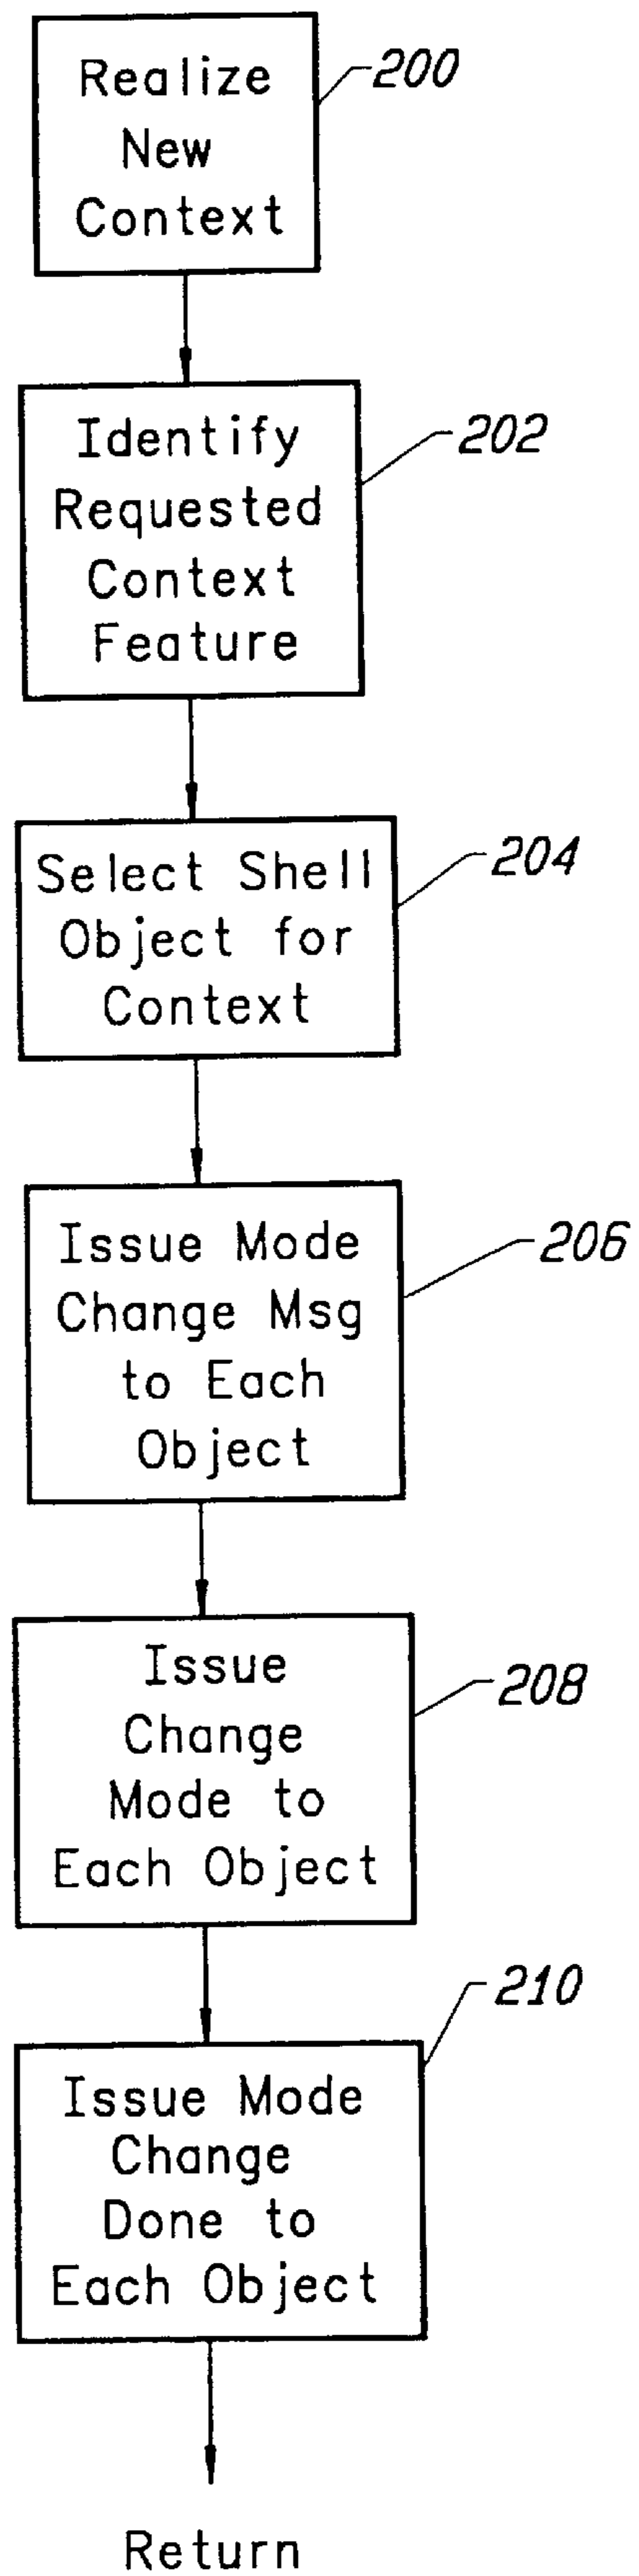 Realize
New
Context
200
Identify
Requested
Context
Feature
202
Select Shell
Object for
Context
204
Issue Mode
Change Msg
to Each
Object
206
Issue
Change
Mode to
Each Object
208
Issue Mode
Change
Done to
Each Object
210
Return